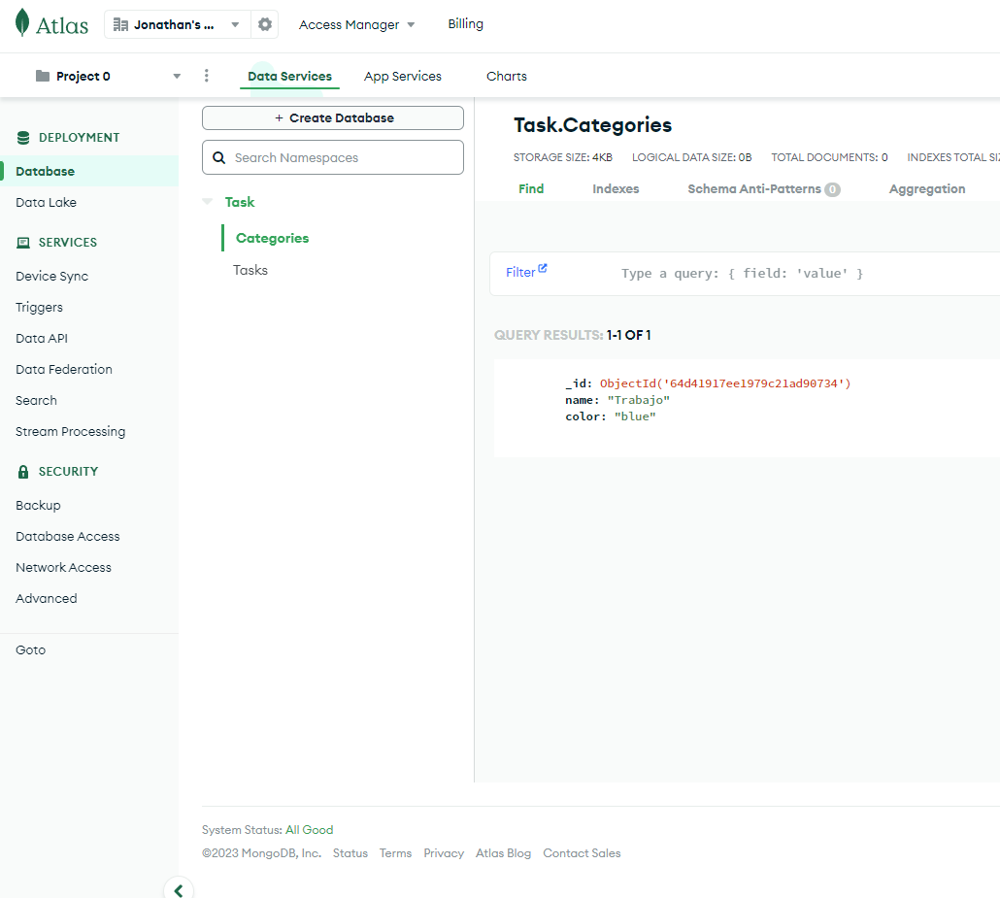 Atlas
Jonathan's ...
Access Manager
Billing
Project 0
Data Services
App Services
Charts
DEPLOYMENT
Database
Data Lake
SERVICES
Device Sync
Triggers
Data API
Data Federation
Search
Stream Processing
SECURITY
Backup
Database Access
Network Access
Advanced
Goto
+ Create Database
Search Namespaces
Task
Categories
Tasks
Task.Categories
STORAGE SIZE: 4KB LOGICAL DATA SIZE: 0B TOTAL DOCUMENTS: 0 INDEXES TOTAL SI
Find Indexes Schema Anti-Patterns 0 Aggregation
Filter Type a query: { field: 'value' }
QUERY RESULTS: 1-1 OF 1
_id: ObjectId('64d41917ee1979c21ad90734')
name: "Trabajo"
color: "blue"
System Status: All Good
©2023 MongoDB, Inc. Status Terms Privacy Atlas Blog Contact Sales